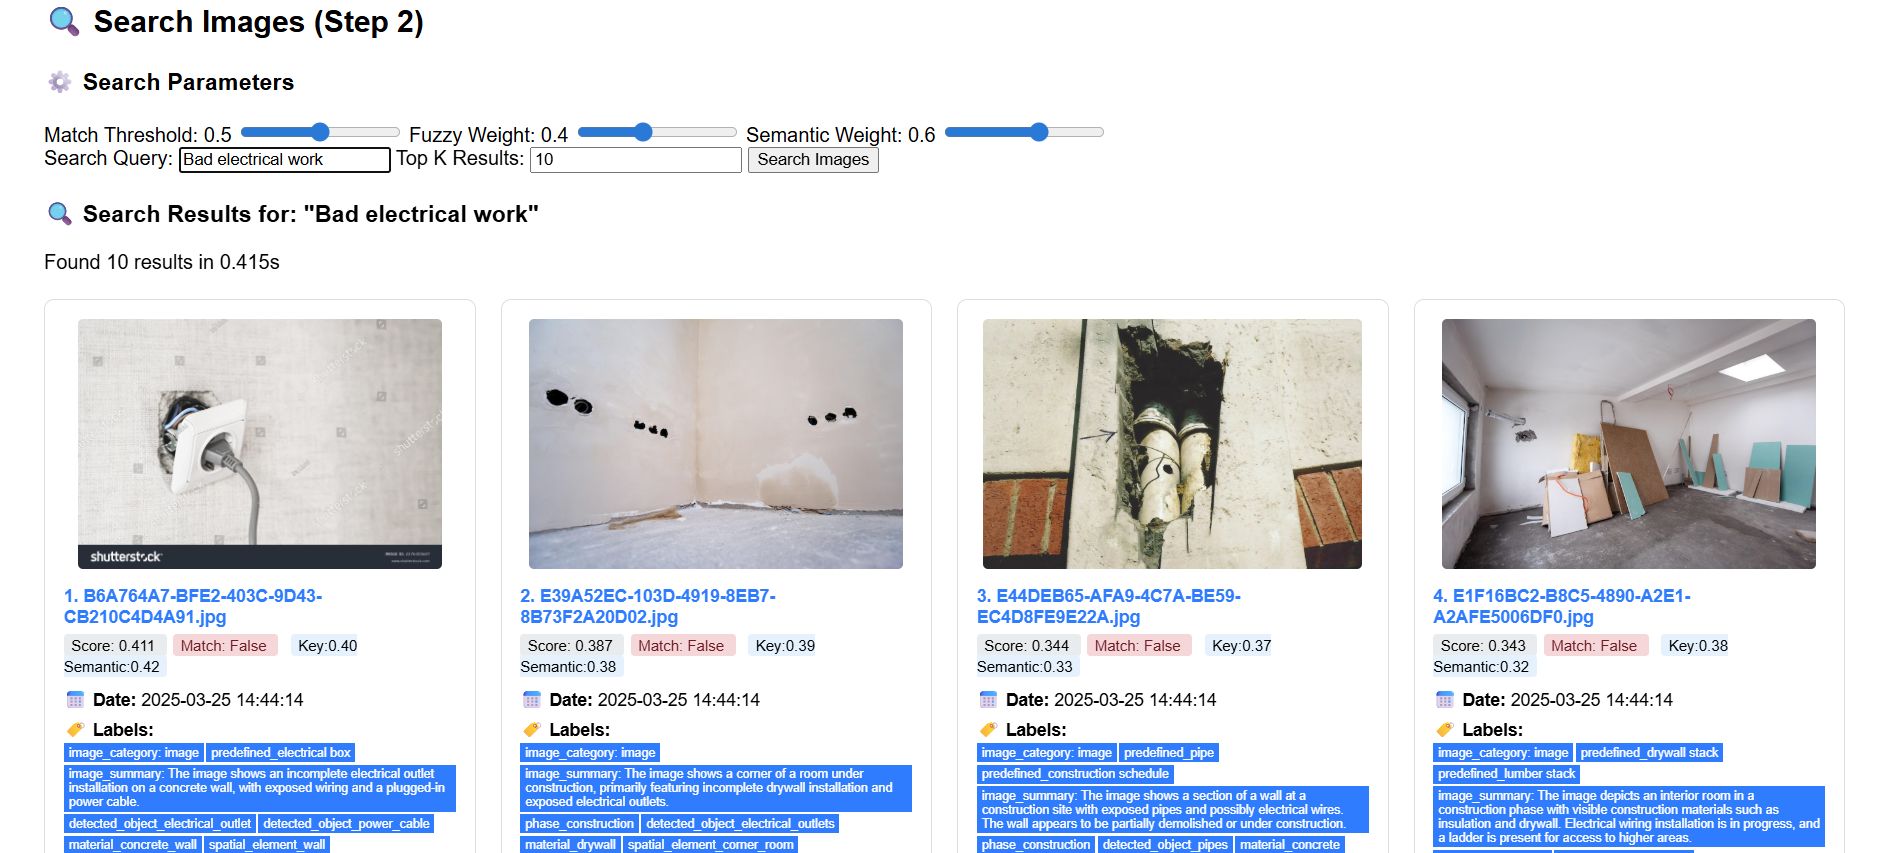 Search Images (Step 2)
Search Parameters
Match Threshold: 0.5 Fuzzy Weight: 0.4 Semantic Weight: 0.6
Search Query: Bad electrical work Top K Results: 10 Search Images
Search Results for: "Bad electrical work"
Found 10 results in 0.415s
shutterstock
1. B6A764A7-BFE2-403C-9D43-
CB210C4D4A91.jpg
Score: 0.411 Match: False Key:0.40
Semantic:0.42
Date: 2025-03-25 14:44:14
Labels:
image_category: image predefined_electrical box
image_summary: The image shows an incomplete electrical outlet
installation on a concrete wall, with exposed wiring and a plugged-in
power cable.
detected_object_electrical_outlet detected_object_power_cable
material_concrete_wall spatial_element_wall
2. E39A52EC-103D-4919-8EB7-
8B73F2A20D02.jpg
Score: 0.387 Match: False Key:0.39
Semantic:0.38
Date: 2025-03-25 14:44:14
Labels:
image_category: image
image_summary: The image shows a corner of a room under
construction, primarily featuring incomplete drywall installation and
exposed electrical outlets.
phase_construction detected_object_electrical_outlets
material_drywall spatial_element_corner_room
3. E44DEB65-AFA9-4C7A-BE59-
EC4D8FE9E22A.jpg
Score: 0.344 Match: False Key:0.37
Semantic:0.33
Date: 2025-03-25 14:44:14
Labels:
image_category: image predefined_pipe
predefined_construction schedule
image_summary: The image shows a section of a wall at a
construction site with exposed pipes and possibly electrical wires.
The wall appears to be partially demolished or under construction.
phase_construction detected_object_pipes material_concrete
4. E1F16BC2-B8C5-4890-A2E1-
A2AFE5006DF0.jpg
Score: 0.343 Match: False Key:0.38
Semantic:0.32
Date: 2025-03-25 14:44:14
Labels:
image_category: image predefined_drywall stack
predefined_lumber stack
image_summary: The image depicts an interior room in a
construction phase with visible construction materials such as
insulation and drywall. Electrical wiring installation is in progress, and
a ladder is present for access to higher areas.